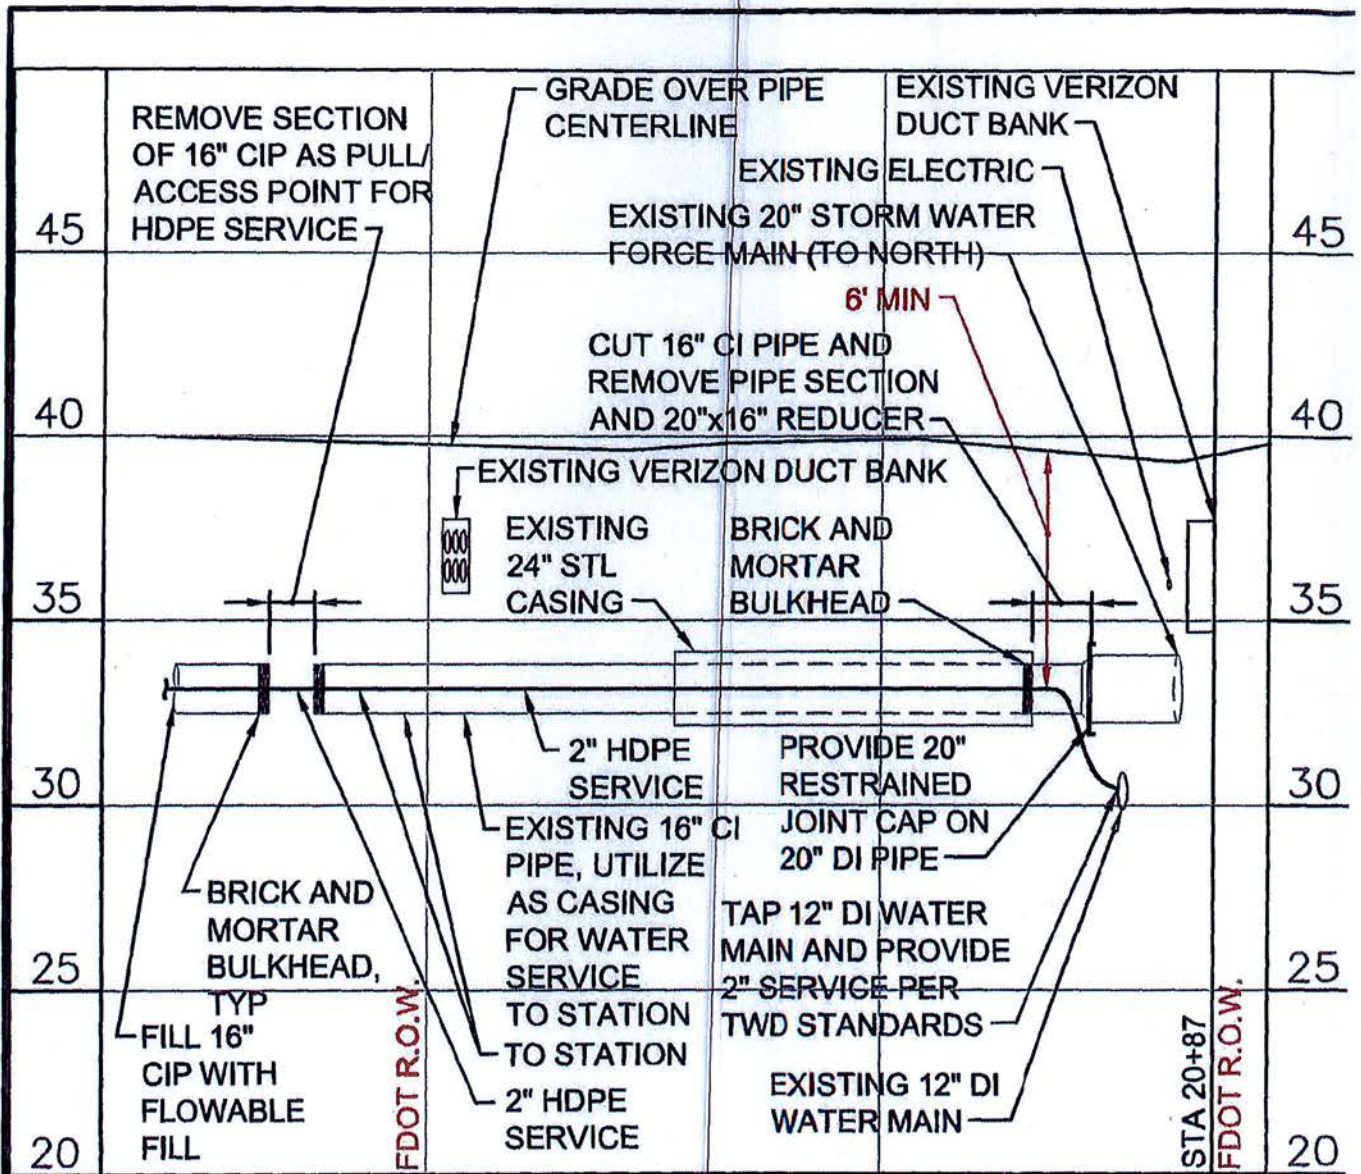 REMOVE SECTION
OF 16" CIP AS PULL/
ACCESS POINT FOR
HDPE SERVICE
GRADE OVER PIPE
CENTERLINE
EXISTING VERIZON
DUCT BANK
EXISTING ELECTRIC
EXISTING 20" STORM WATER
FORCE MAIN (TO NORTH)
6' MIN
CUT 16" CI PIPE AND
REMOVE PIPE SECTION
AND 20"x16" REDUCER
45
45
40
40
EXISTING VERIZON DUCT BANK
EXISTING
24" STL
CASING
BRICK AND
MORTAR
BULKHEAD
35
35
2" HDPE
SERVICE
PROVIDE 20"
RESTRAINED
JOINT CAP ON
20" DI PIPE
30
30
EXISTING 16" CI
PIPE, UTILIZE
AS CASING
FOR WATER
SERVICE
TO STATION
TO STATION
BRICK AND
MORTAR
BULKHEAD,
TYP
TAP 12" DI WATER
MAIN AND PROVIDE
2" SERVICE PER
TWD STANDARDS
25
25
FILL 16"
CIP WITH
FLOWABLE
FILL
FDOT R.O.W.
2" HDPE
SERVICE
EXISTING 12" DI
WATER MAIN
STA 20+87
FDOT R.O.W.
20
20